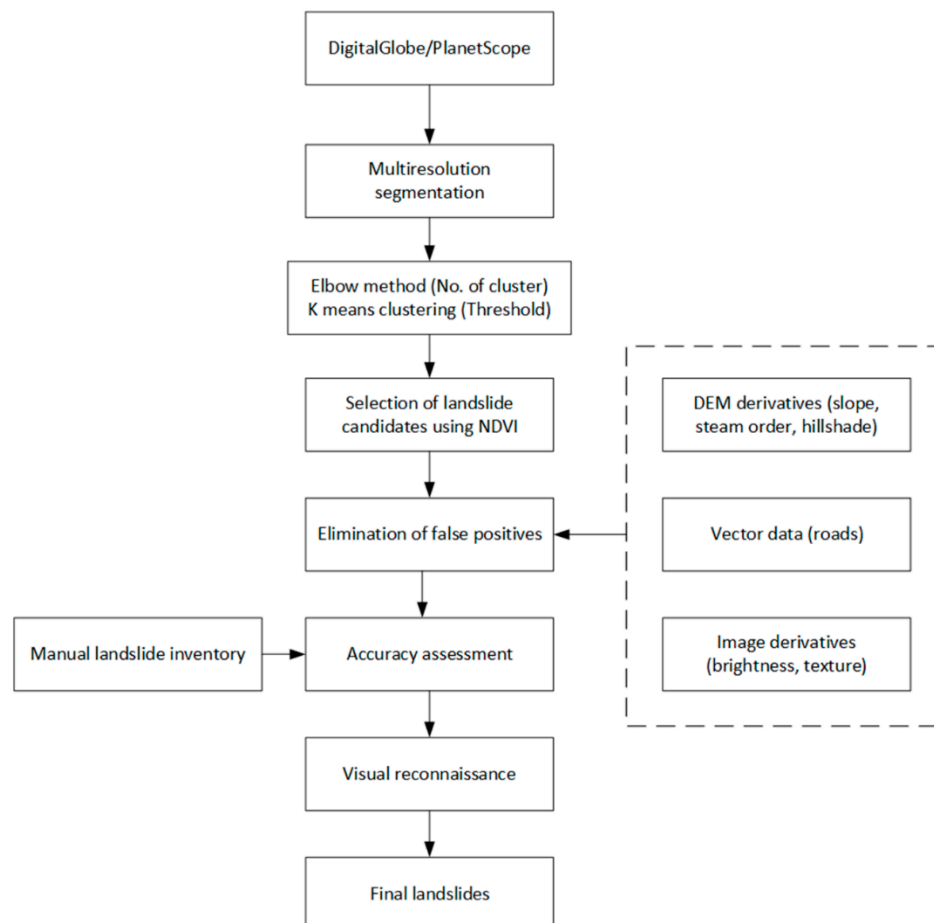 DigitalGlobe/PlanetScope
Multiresolution
segmentation
Elbow method (No. of cluster)
K means clustering (Threshold)
Selection of landslide
candidates using NDVI
DEM derivatives (slope,
steam order, hillshade)
Elimination of false positives
Vector data (roads)
Manual landslide inventory
Accuracy assessment
Image derivatives
(brightness, texture)
Visual reconnaissance
Final landslides